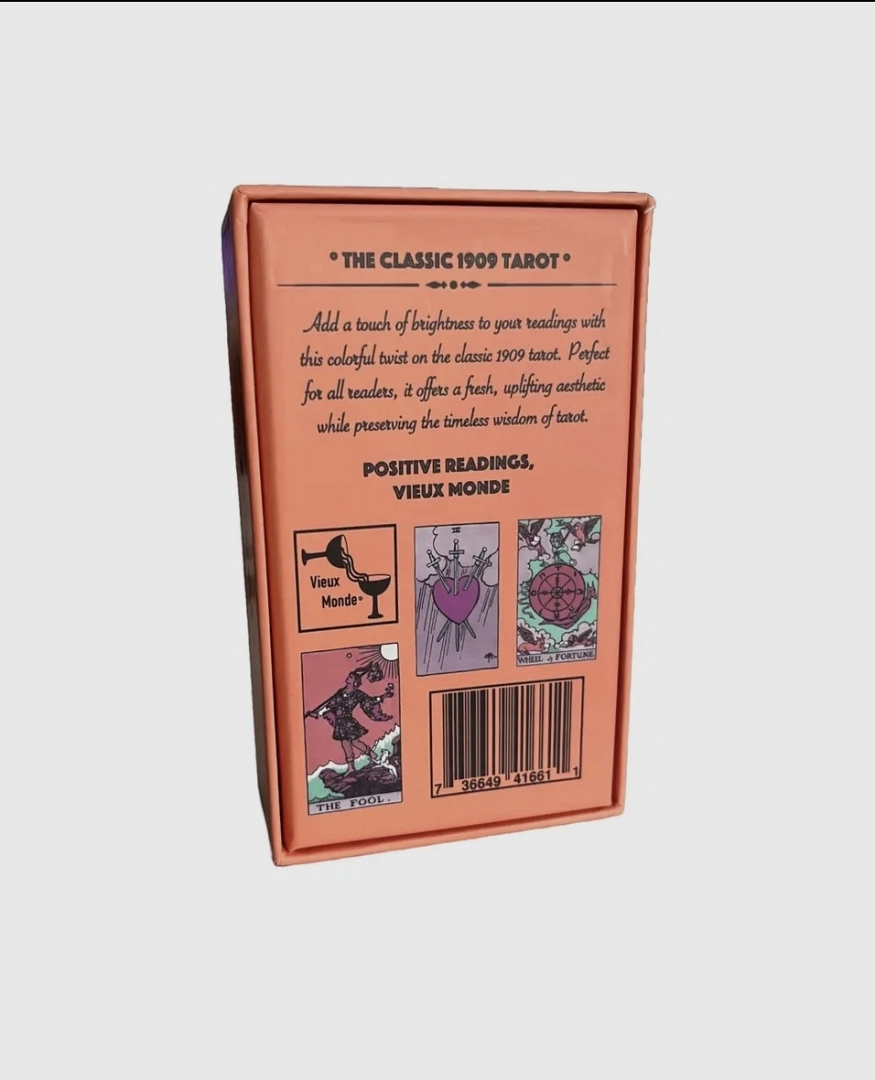 ° THE CLASSIC 1909 TAROT °
Add a touch of brightness to your readings with
this colorful twist on the classic 1909 tarot. Perfect
for all readers, it offers a fresh, uplifting aesthetic
while preserving the timeless wisdom of tarot.
POSITIVE READINGS,
VIEUX MONDE
Vieux
Monde®
III
WHEEL of FORTUNE
THE FOOL.
7 36649 41661 1